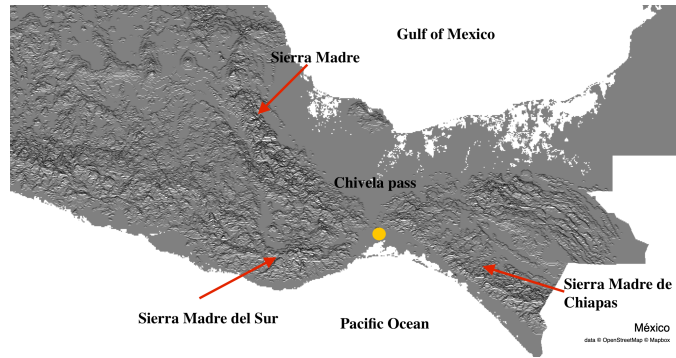 Gulf of Mexico
Sierra Madre
Chivela pass
Sierra Madre de
Chiapas
Sierra Madre del Sur
Pacific Ocean
México
data © OpenStreetMap © Mapbox